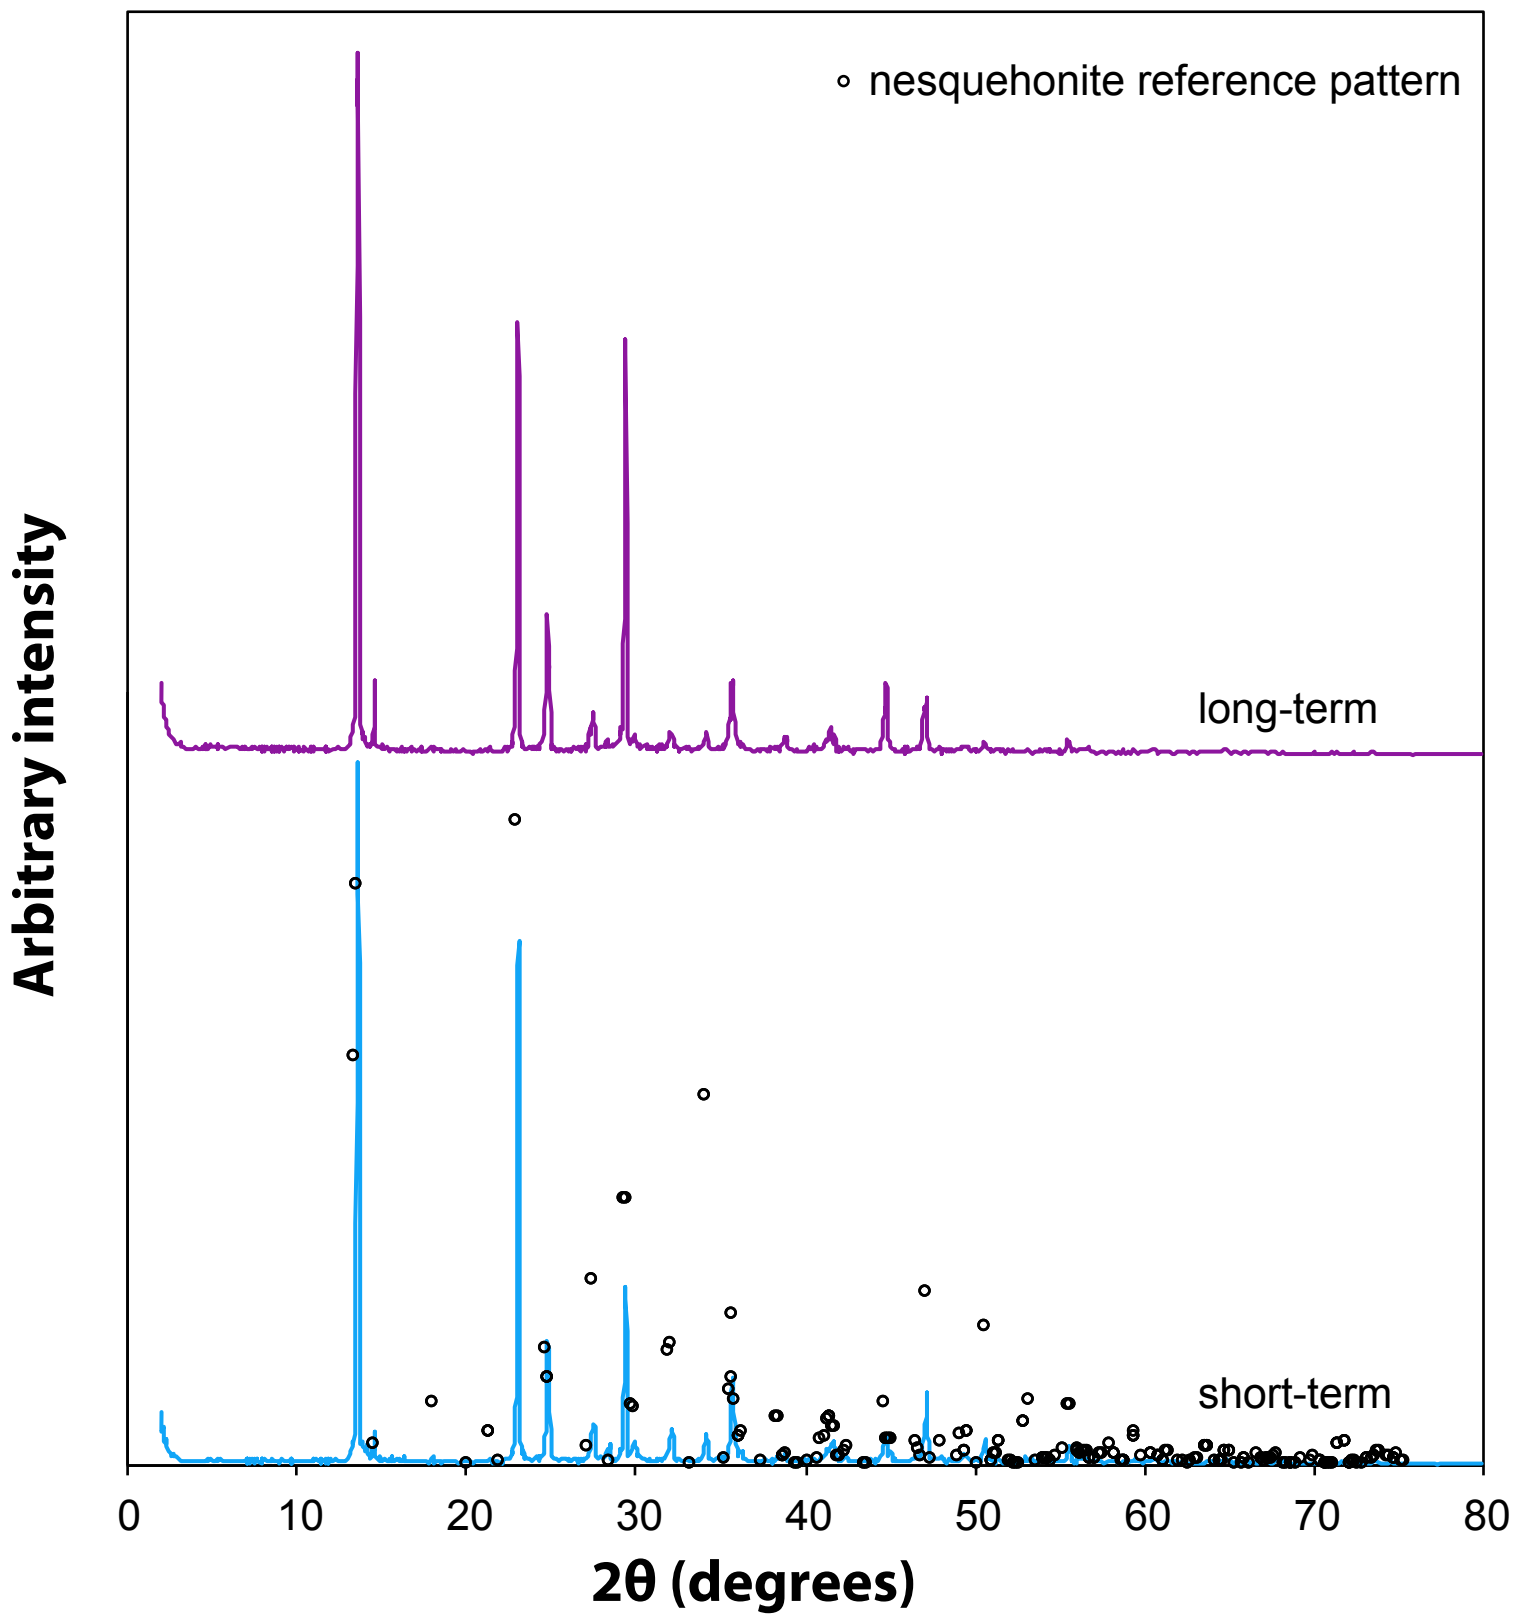 nesquehonite reference pattern
Arbitrary intensity
long-term
short-term
0 10 20 30 40 50 60 70 80
2θ (degrees)